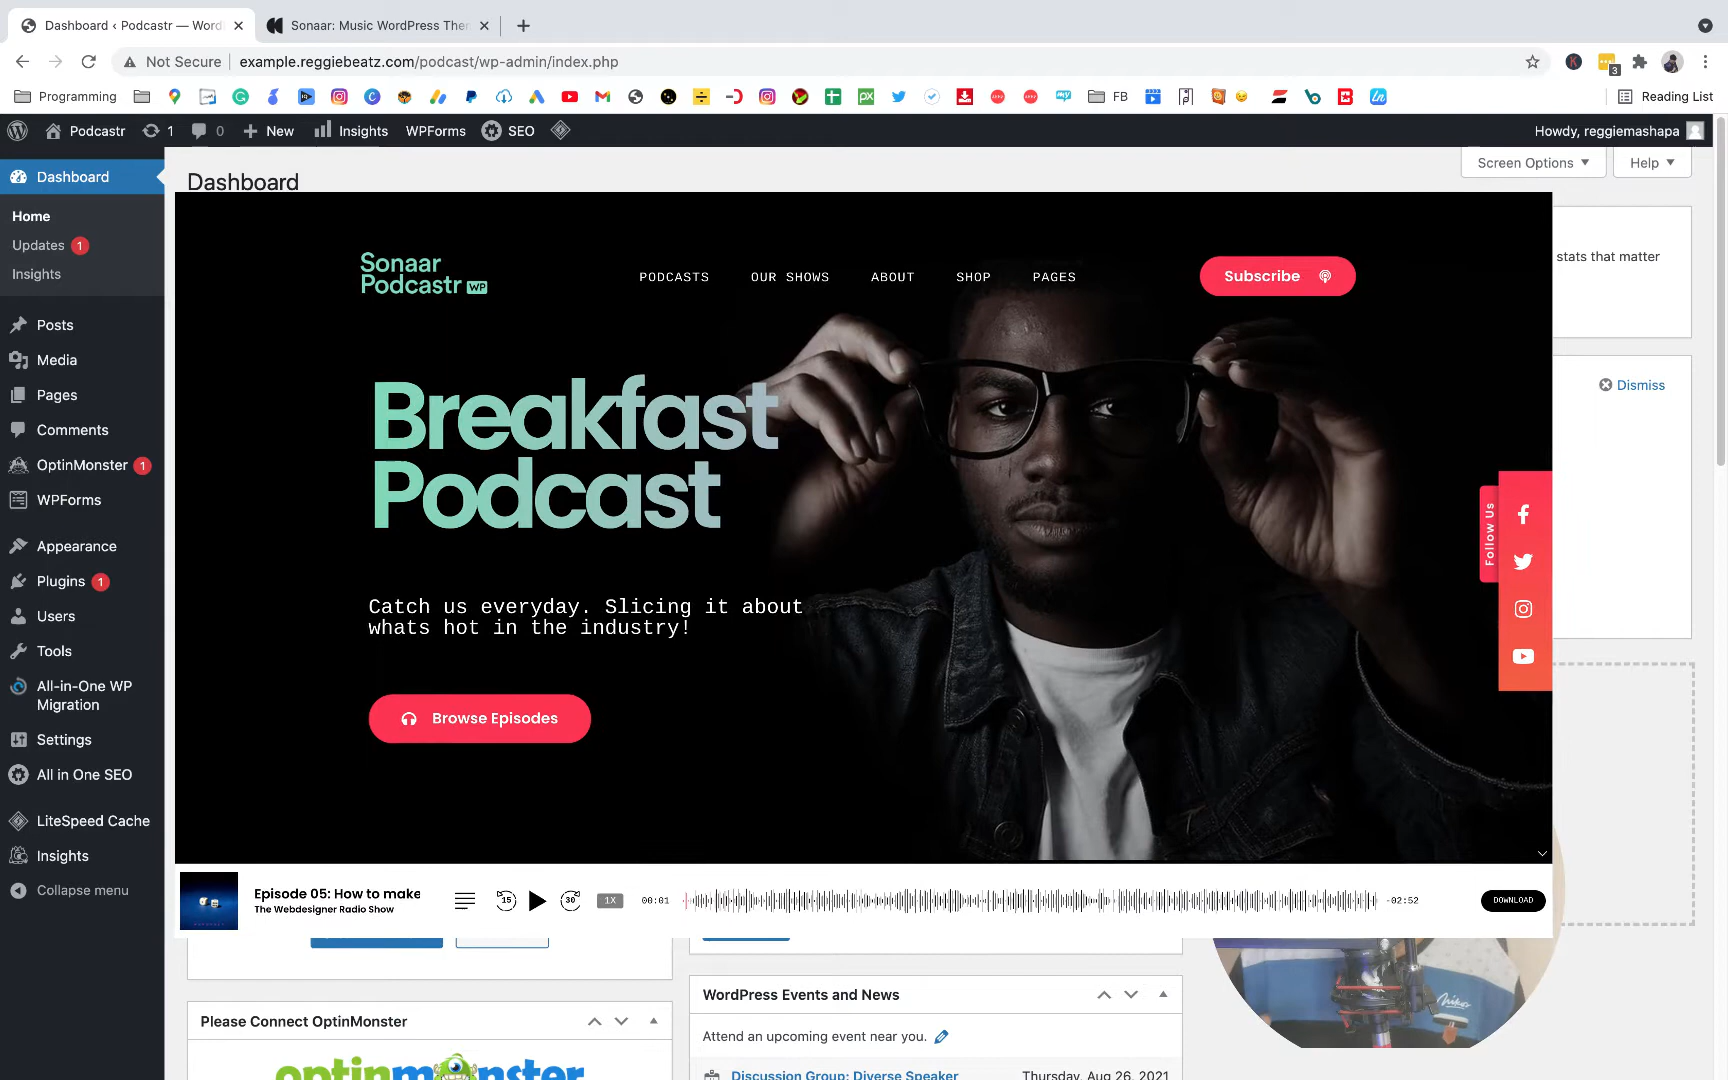 Dashboard ‹ Podcastr — Word
Sonaar: Music WordPress Them
Not Secure
example.reggiebeatz.com/podcast/wp-admin/index.php
3
Programming
FB
Reading List
Podcastr
1
0
New
Insights
WPForms
SEO
Howdy, reggiemashapa
Dashboard
Home
Updates 1
Insights
Posts
Media
Pages
Comments
OptinMonster 1
WPForms
Appearance
Plugins 1
Users
Tools
All-in-One WP
Migration
Settings
All in One SEO
LiteSpeed Cache
Insights
Collapse menu
Dashboard
Screen Options
Help
stats that matter
Dismiss
Sonaar
Podcastr WP
PODCASTS
OUR SHOWS
ABOUT
SHOP
PAGES
Subscribe
Breakfast
Podcast
Catch us everyday. Slicing it about
whats hot in the industry!
Browse Episodes
Follow Us
Episode 05: How to make
The Webdesigner Radio Show
15
30
1X
00:01
-02:52
DOWNLOAD
Please Connect OptinMonster
optinmonster
WordPress Events and News
Attend an upcoming event near you.
Discussion Group: Diverse Speaker
Thursday, Aug 26, 2021